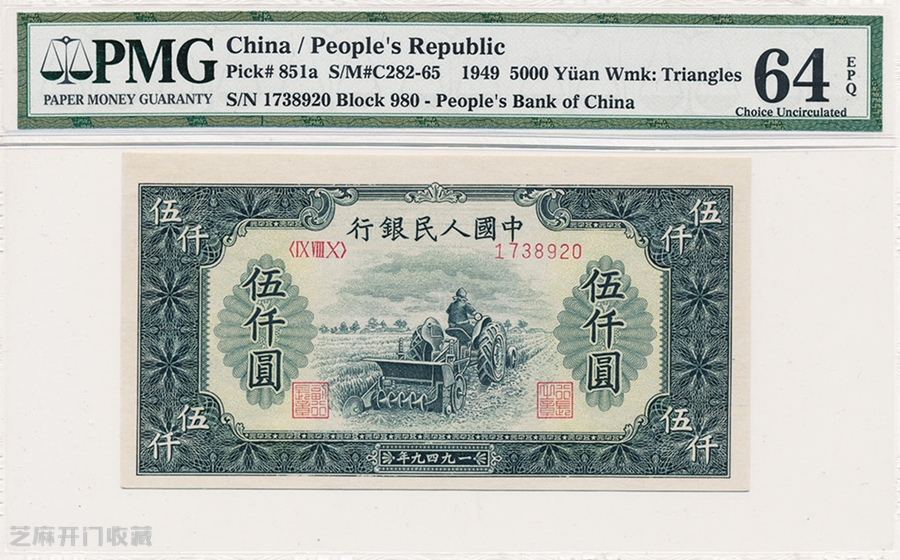 PMG
PAPER MONEY GUARANTY
China / People's Republic
Pick# 851a S/M#C282-65 1949 5000 Yüan Wmk: Triangles
S/N 1738920 Block 980 - People's Bank of China
64
EPQ
Choice Uncirculated
伍仟
伍仟
中國人民銀行
〈IX VIII X〉
1738920
伍仟圓
伍仟圓
伍仟
伍仟
一九四九年
芝麻开门收藏